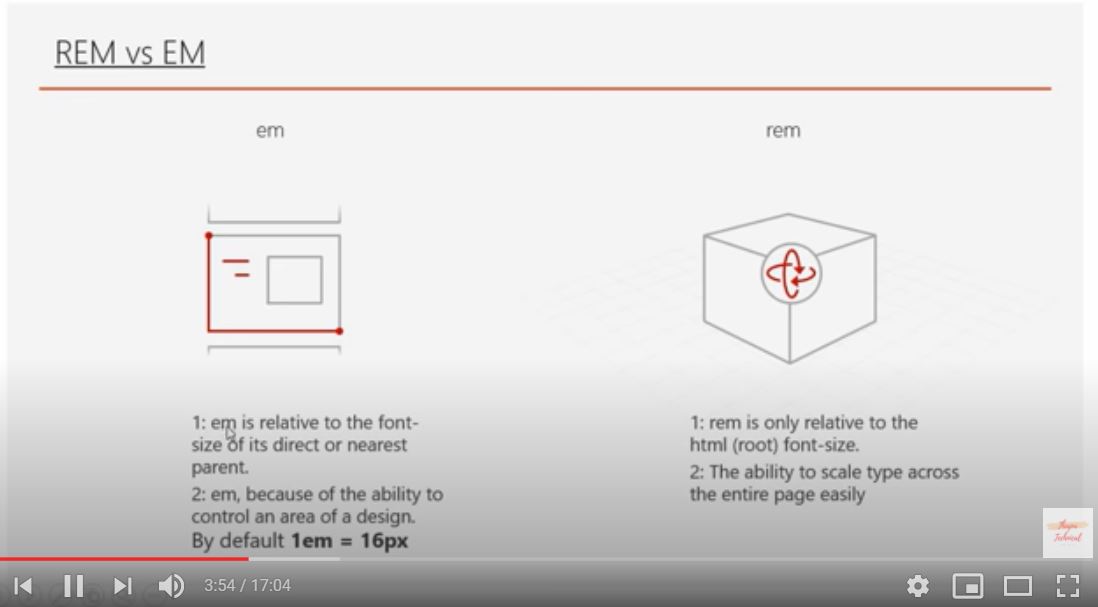 REM vs EM
em
rem
1: em is relative to the font-
size of its direct or nearest
parent.
2: em, because of the ability to
control an area of a design.
By default 1em = 16px
1: rem is only relative to the
html (root) font-size.
2: The ability to scale type across
the entire page easily
Thapa
Technical
3:54 / 17:04